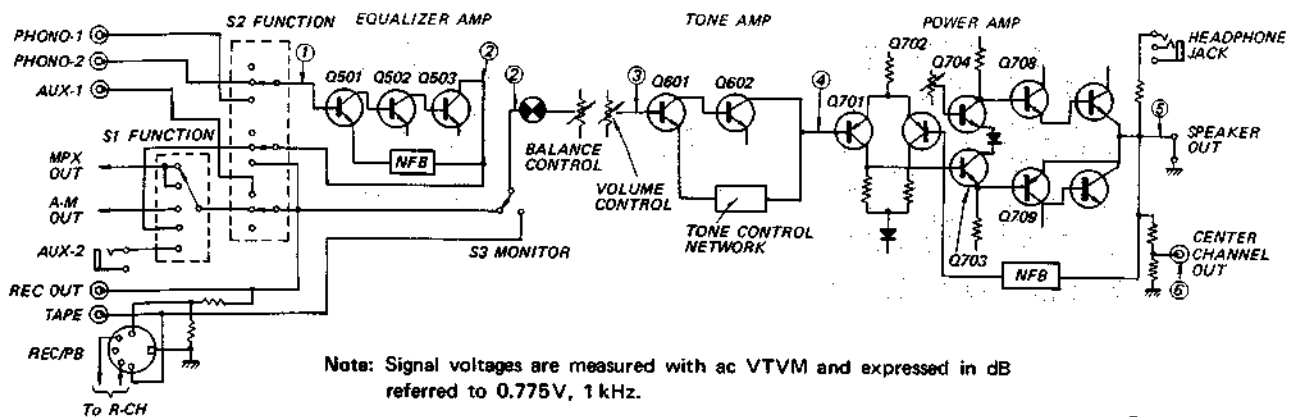 S2 FUNCTION
EQUALIZER AMP
TONE AMP
POWER AMP
PHONO-1
PHONO-2
AUX-1
1
2
Q501
Q502
Q503
2
3
Q601
Q602
4
Q701
Q702
Q704
Q708
HEADPHONE
JACK
5
SPEAKER
OUT
S1 FUNCTION
MPX
OUT
A-M
OUT
AUX-2
REC OUT
TAPE
REC/PB
To R-CH
NFB
BALANCE
CONTROL
VOLUME
CONTROL
S3 MONITOR
TONE CONTROL
NETWORK
Q703
Q709
NFB
CENTER
CHANNEL
OUT
6
Note: Signal voltages are measured with ac VTVM and expressed in dB
referred to 0.775V, 1 kHz.